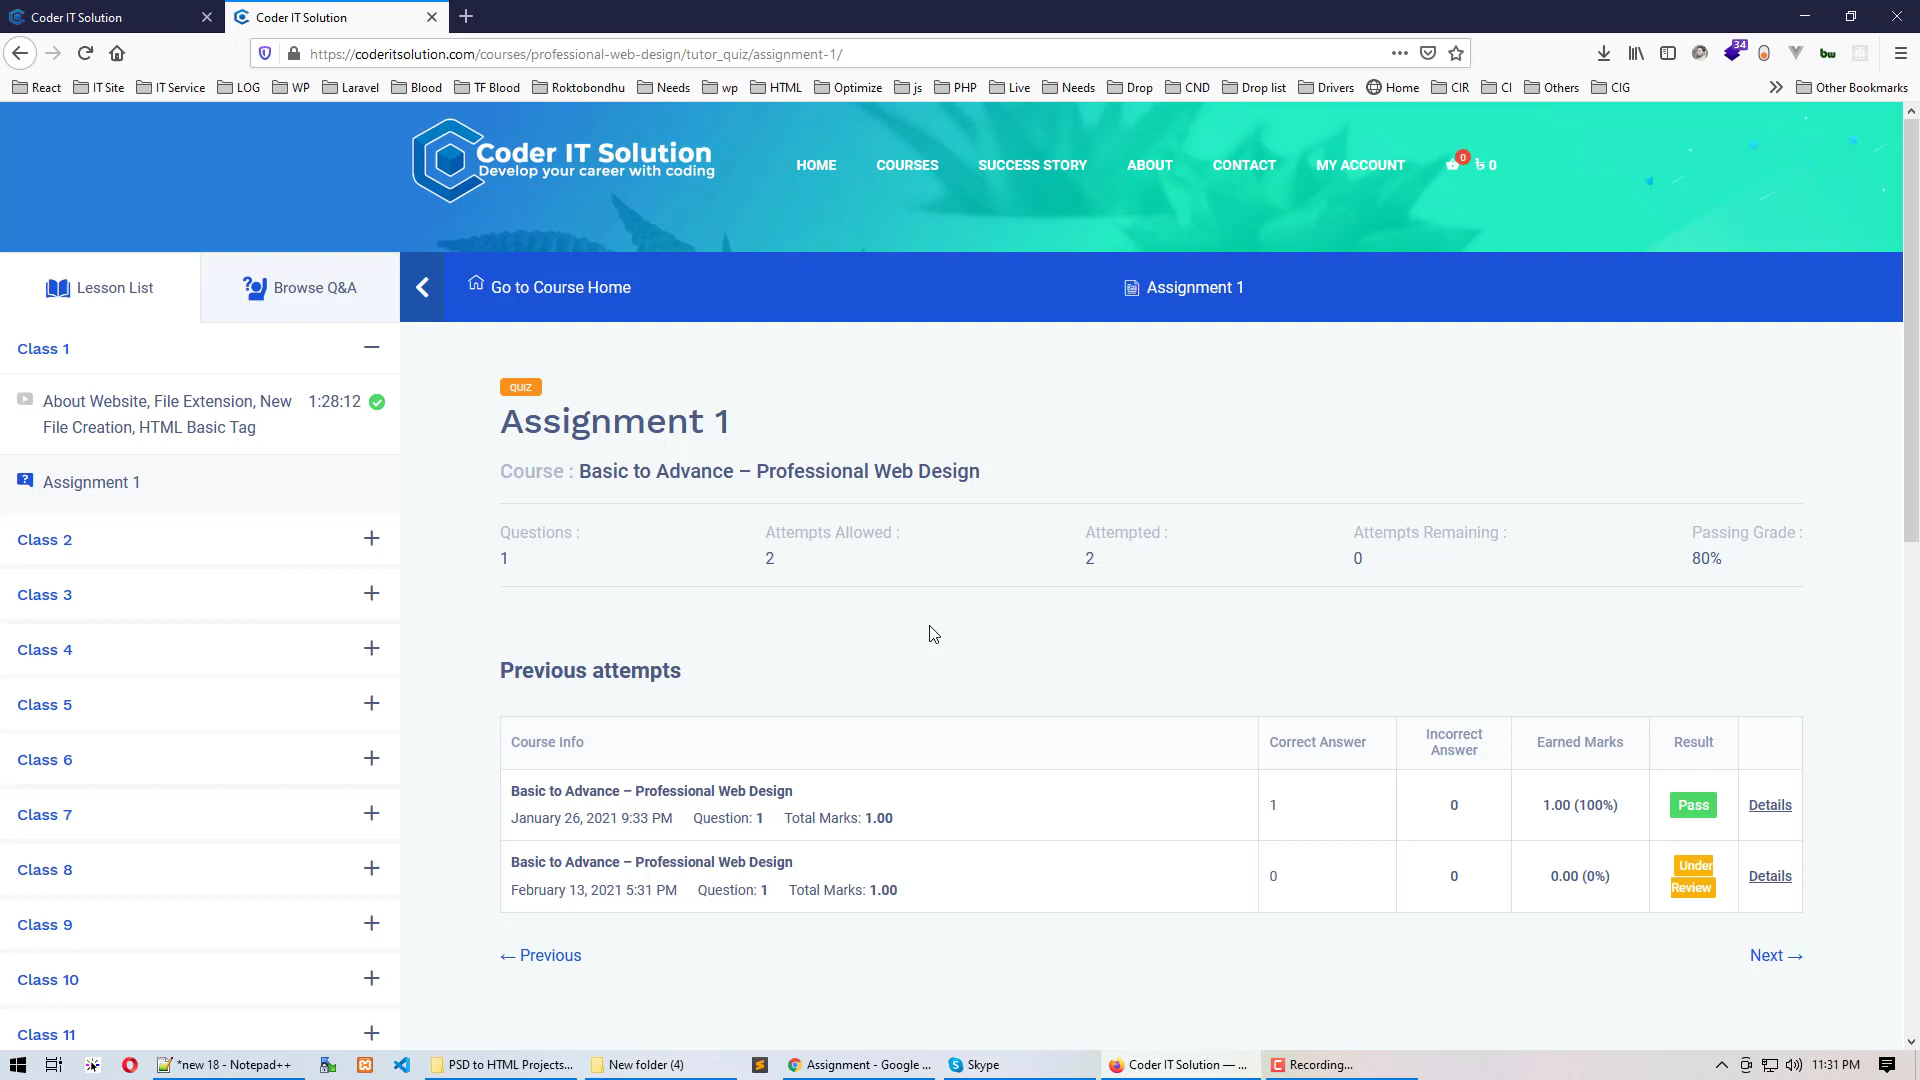 Coder IT Solution
Coder IT Solution
https://coderitsolution.com/courses/professional-web-design/tutor_quiz/assignment-1/
34
bw
React
IT Site
IT Service
LOG
WP
Laravel
Blood
TF Blood
Roktobondhu
Needs
wp
HTML
Optimize
js
PHP
Live
Needs
Drop
CND
Drop list
Drivers
Home
CIR
CI
Others
CIG
Other Bookmarks
Coder IT Solution
Develop your career with coding
HOME
COURSES
SUCCESS STORY
ABOUT
CONTACT
MY ACCOUNT
0
৳ 0
Lesson List
Browse Q&A
Go to Course Home
Assignment 1
Class 1
About Website, File Extension, New
File Creation, HTML Basic Tag
1:28:12
Assignment 1
Class 2
Class 3
Class 4
Class 5
Class 6
Class 7
Class 8
Class 9
Class 10
Class 11
QUIZ
Assignment 1
Course : Basic to Advance – Professional Web Design
Questions :
1
Attempts Allowed :
2
Attempted :
2
Attempts Remaining :
0
Passing Grade :
80%
Previous attempts
Course Info
Correct Answer
Incorrect
Answer
Earned Marks
Result
Basic to Advance – Professional Web Design
January 26, 2021 9:33 PM Question: 1 Total Marks: 1.00
1
0
1.00 (100%)
Pass
Details
Basic to Advance – Professional Web Design
February 13, 2021 5:31 PM Question: 1 Total Marks: 1.00
0
0
0.00 (0%)
Under
Review
Details
← Previous
Next →
*new 18 - Notepad++
PSD to HTML Projects...
New folder (4)
Assignment - Google ...
Skype
Coder IT Solution — ...
Recording...
11:31 PM